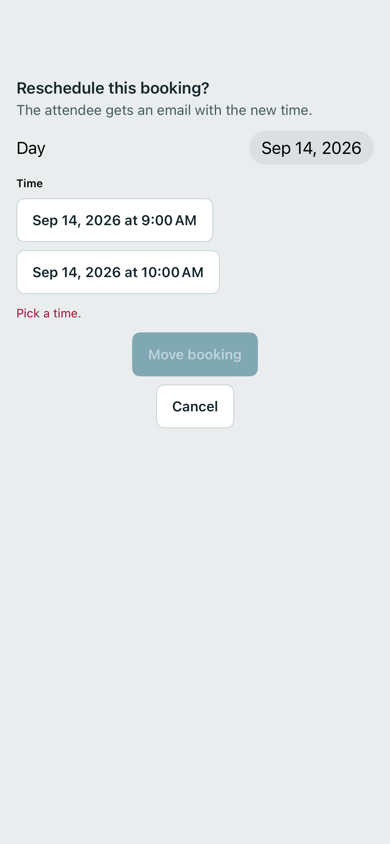 Reschedule this booking?
The attendee gets an email with the new time.
Day
Sep 14, 2026
Time
Sep 14, 2026 at 9:00 AM
Sep 14, 2026 at 10:00 AM
Pick a time.
Move booking
Cancel